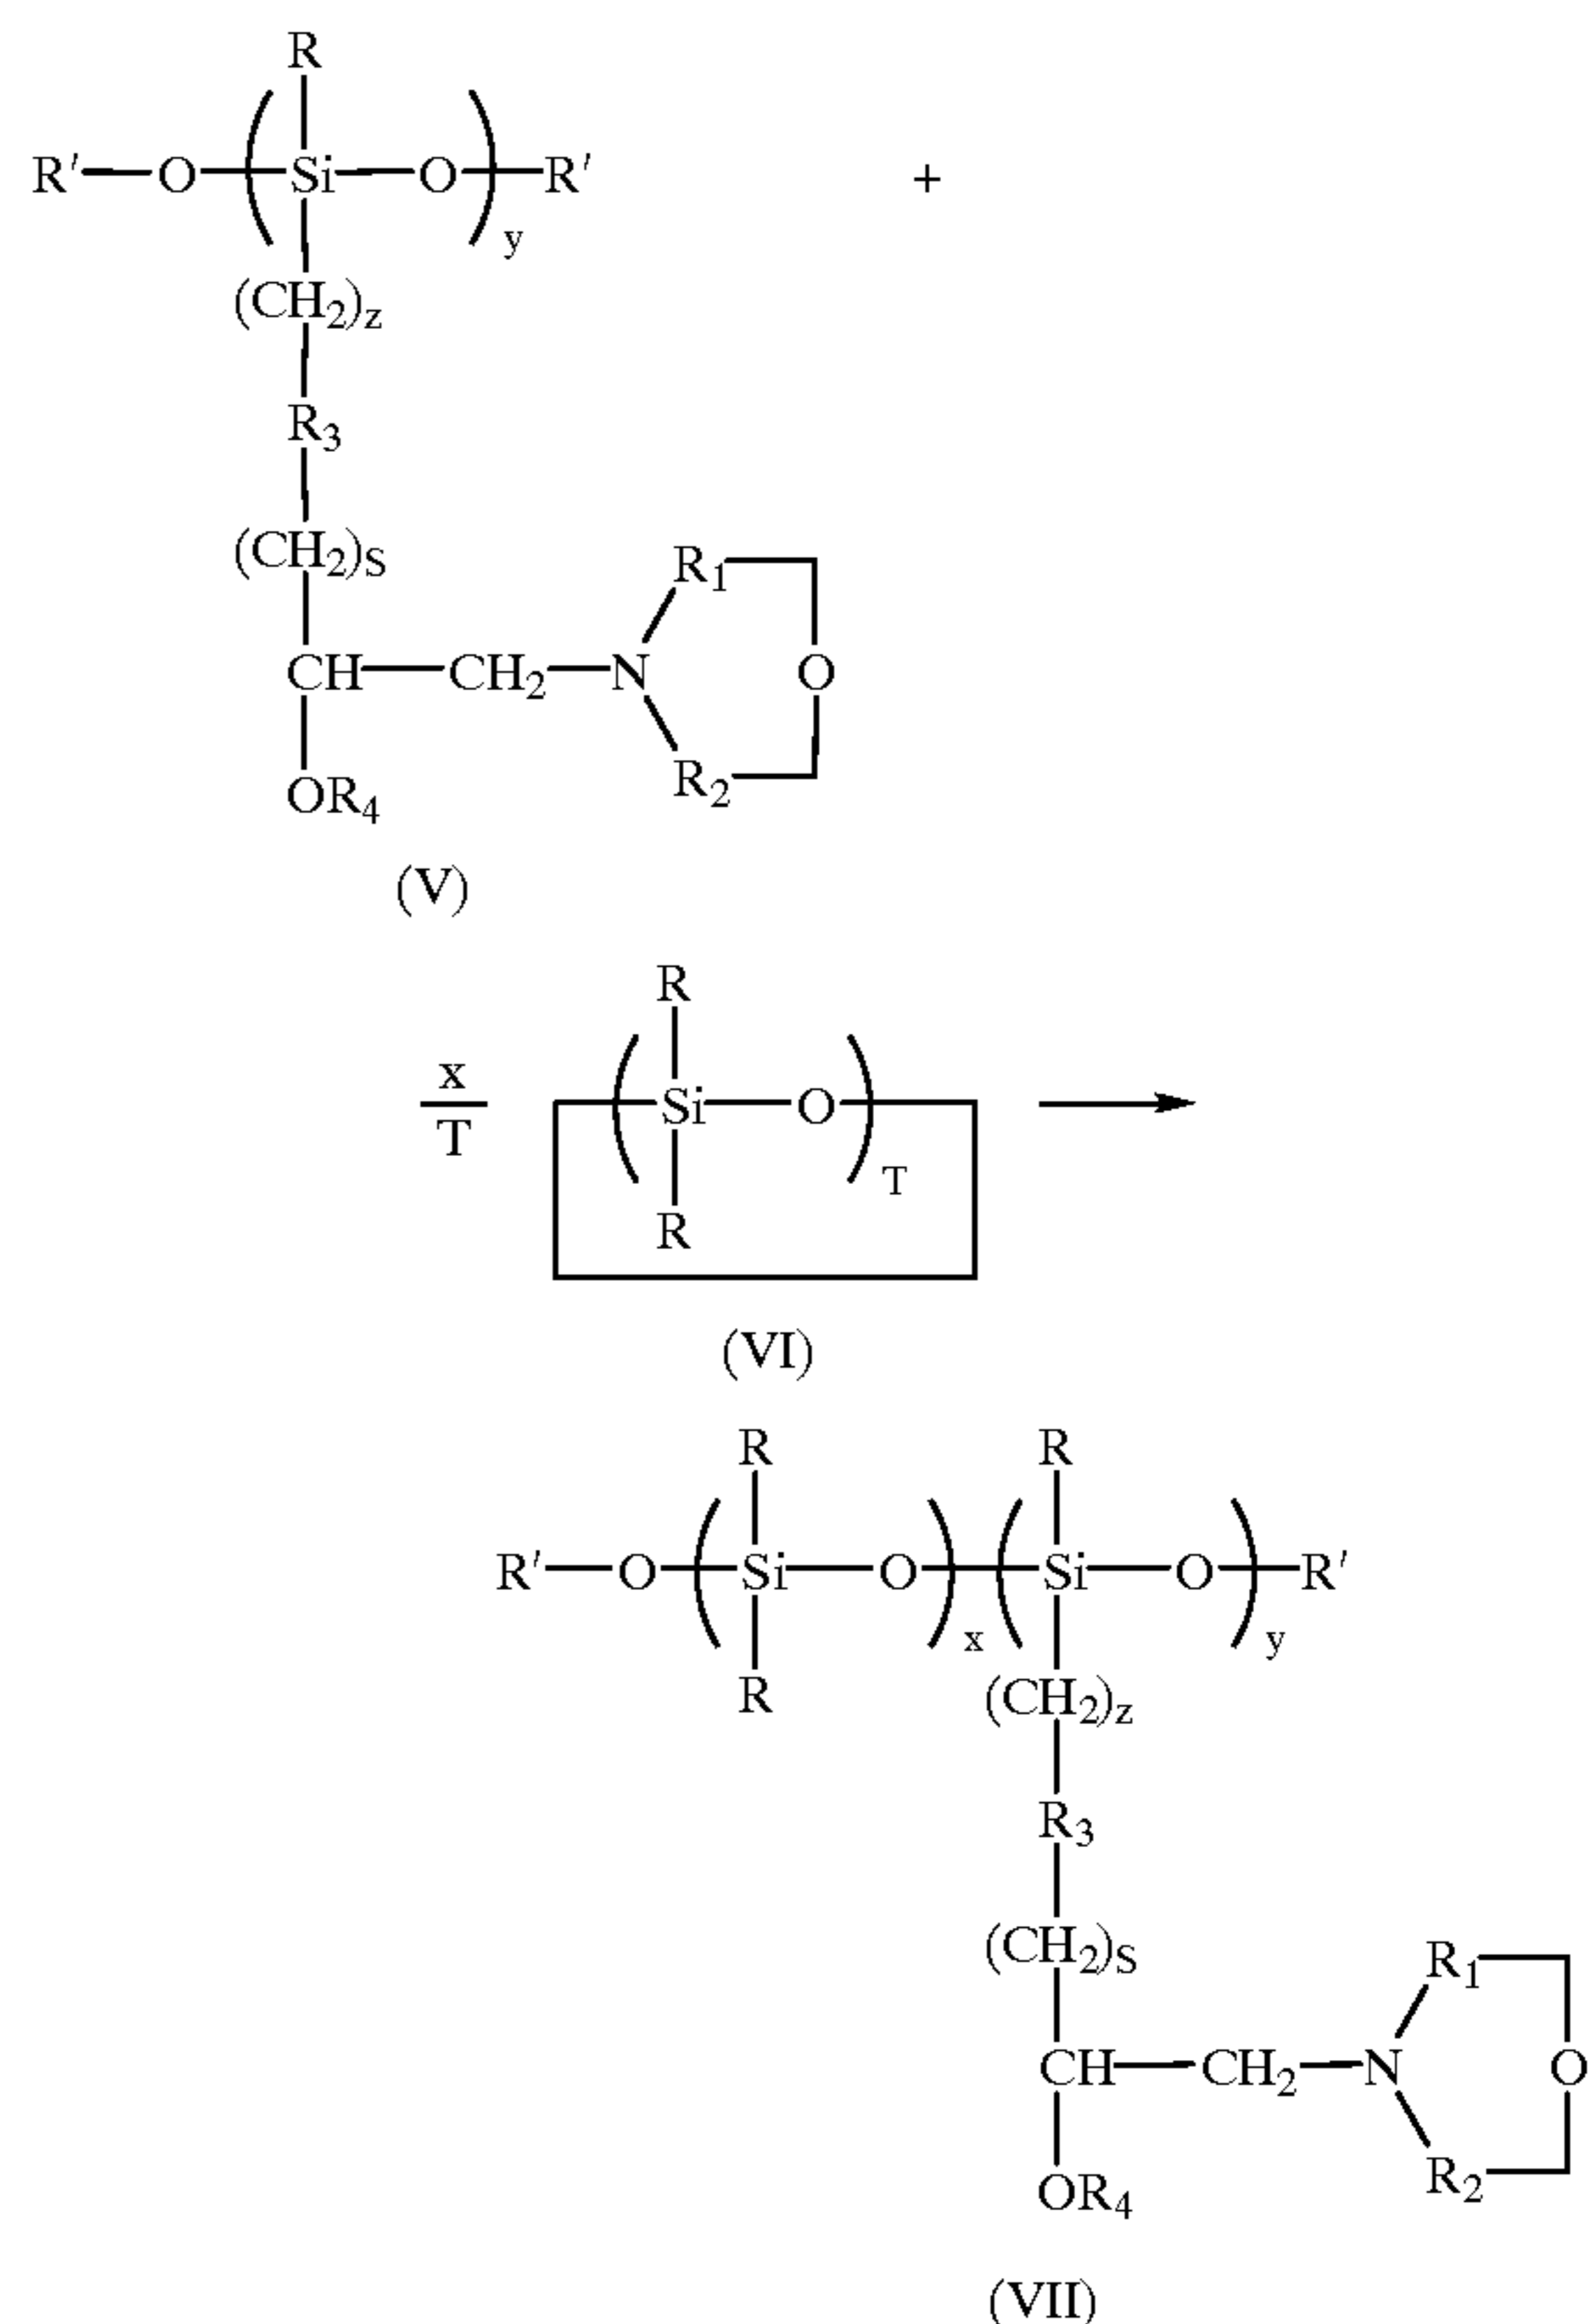 R
R'—O—(Si—O)y—R' +
(CH2)z
R3
(CH2)S
R1
CH—CH2—N O
R2
OR4
(V)
R
x/T (Si—O)T →
R
(VI)
R R
R'—O—(Si—O)x(Si—O)y—R'
R (CH2)z
R3
(CH2)S
R1
CH—CH2—N O
R2
OR4
(VII)